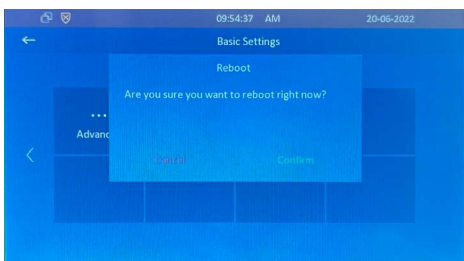 09:54:37 AM
20-06-2022
Basic Settings
Reboot
Are you sure you want to reboot right now?
...
Advanc
Cancel
Confirm